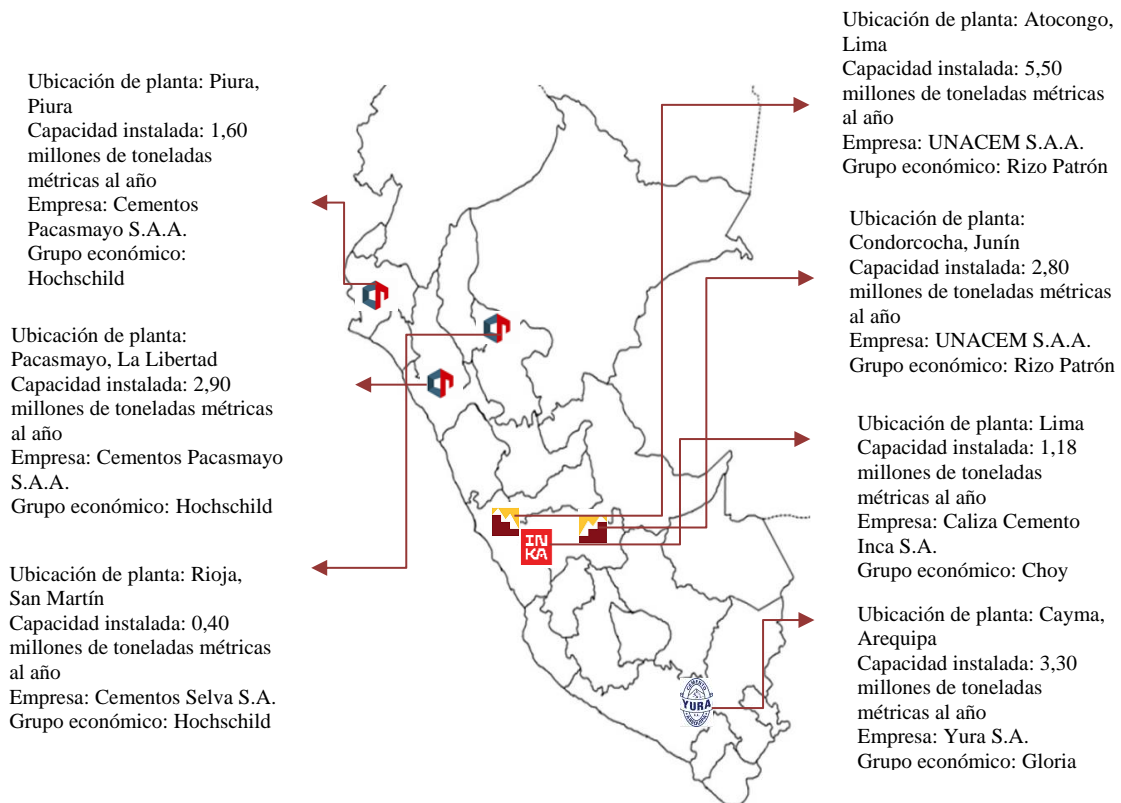 Ubicación de planta: Piura,
Piura
Capacidad instalada: 1,60
millones de toneladas
métricas al año
Empresa: Cementos
Pacasmayo S.A.A.
Grupo económico:
Hochschild
Ubicación de planta:
Pacasmayo, La Libertad
Capacidad instalada: 2,90
millones de toneladas métricas
al año
Empresa: Cementos Pacasmayo
S.A.A.
Grupo económico: Hochschild
Ubicación de planta: Rioja,
San Martín
Capacidad instalada: 0,40
millones de toneladas métricas
al año
Empresa: Cementos Selva S.A.
Grupo económico: Hochschild
IN
KA
CEMENTO
YURA
Ubicación de planta: Atocongo,
Lima
Capacidad instalada: 5,50
millones de toneladas métricas
al año
Empresa: UNACEM S.A.A.
Grupo económico: Rizo Patrón
Ubicación de planta:
Condorcocha, Junín
Capacidad instalada: 2,80
millones de toneladas métricas
al año
Empresa: UNACEM S.A.A.
Grupo económico: Rizo Patrón
Ubicación de planta: Lima
Capacidad instalada: 1,18
millones de toneladas
métricas al año
Empresa: Caliza Cemento
Inca S.A.
Grupo económico: Choy
Ubicación de planta: Cayma,
Arequipa
Capacidad instalada: 3,30
millones de toneladas
métricas al año
Empresa: Yura S.A.
Grupo económico: Gloria